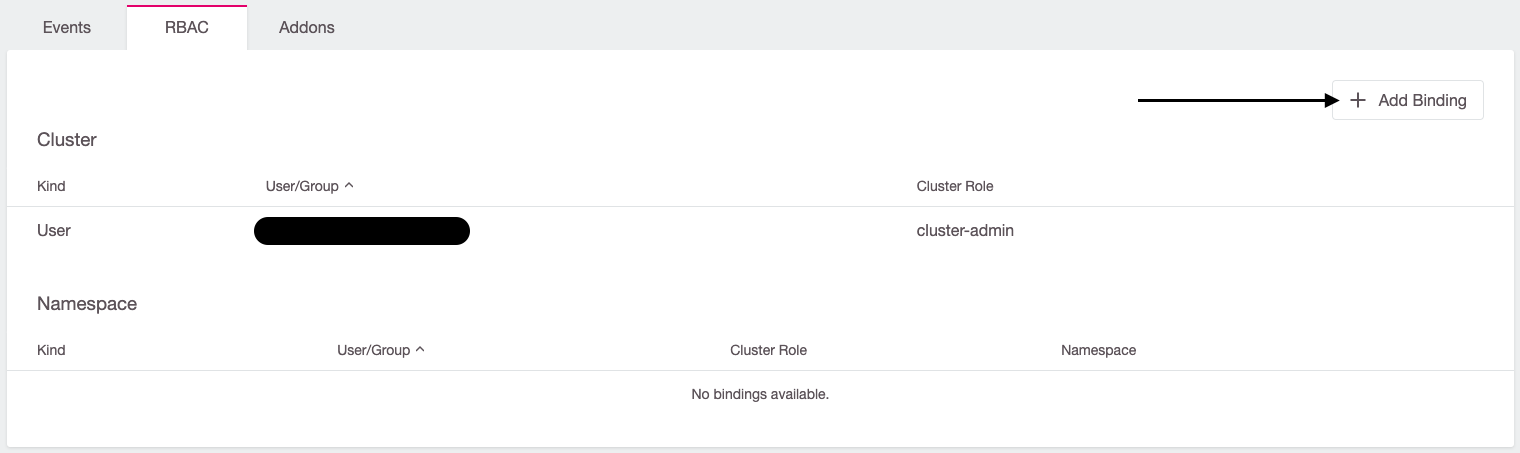 Events RBAC Addons
Add Binding
Cluster
Kind User/Group Cluster Role
User cluster-admin
Namespace
Kind User/Group Cluster Role Namespace
No bindings available.